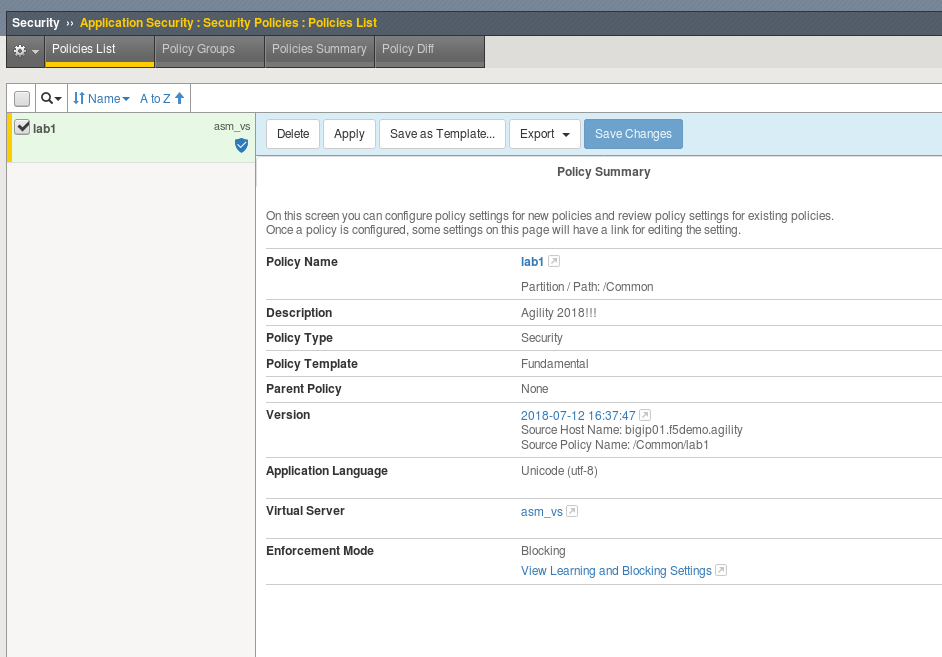 Security ›› Application Security : Security Policies : Policies List
Policies List Policy Groups Policies Summary Policy Diff
Name A to Z
lab1 asm_vs
Delete Apply Save as Template... Export Save Changes
Policy Summary
On this screen you can configure policy settings for new policies and review policy settings for existing policies.
Once a policy is configured, some settings on this page will have a link for editing the setting.
Policy Name lab1
Partition / Path: /Common
Description Agility 2018!!!
Policy Type Security
Policy Template Fundamental
Parent Policy None
Version 2018-07-12 16:37:47
Source Host Name: bigip01.f5demo.agility
Source Policy Name: /Common/lab1
Application Language Unicode (utf-8)
Virtual Server asm_vs
Enforcement Mode Blocking
View Learning and Blocking Settings